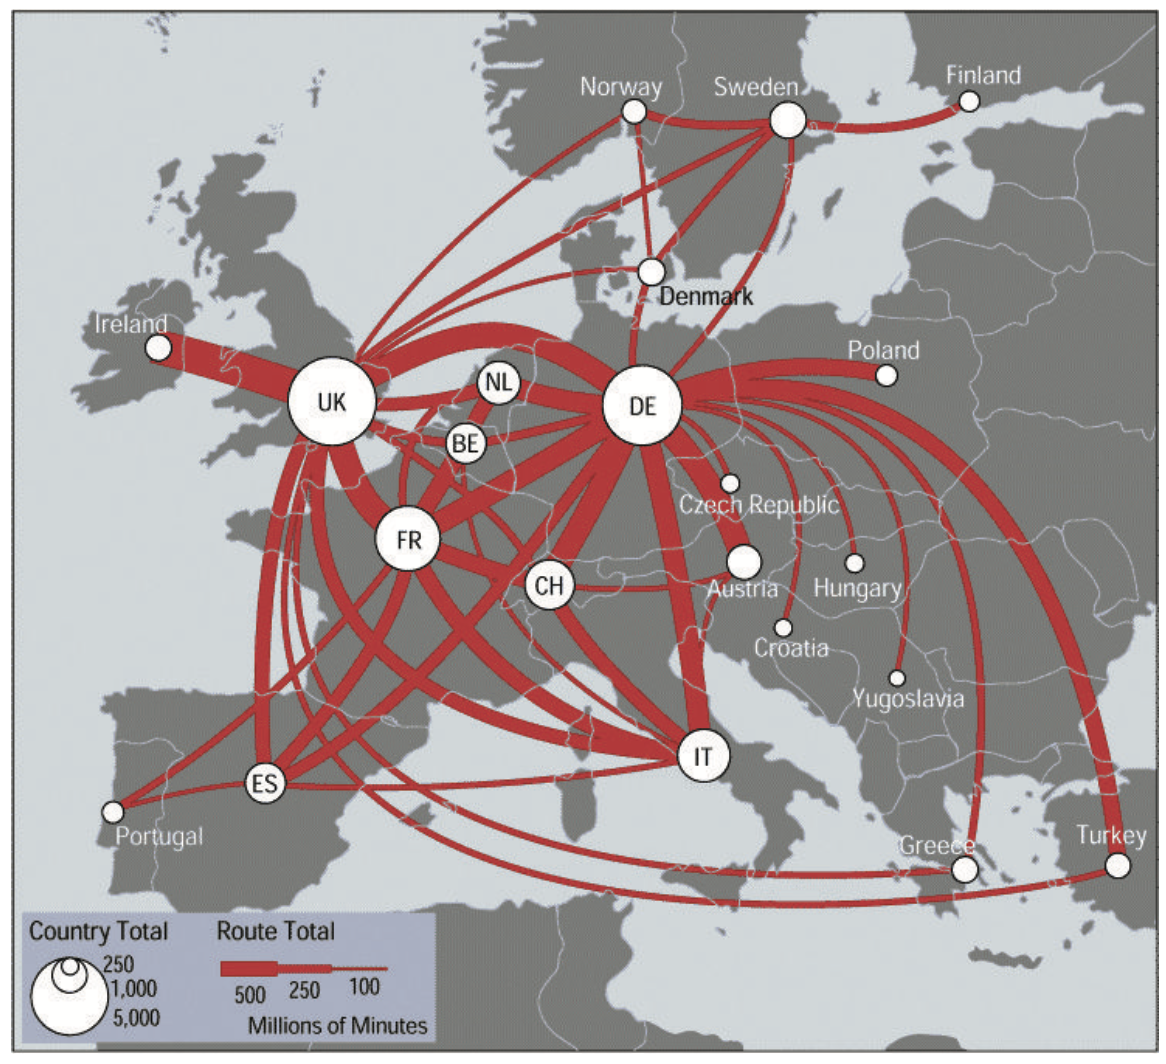 Norway
Sweden
Finland
Denmark
Ireland
UK
NL
DE
Poland
BE
Czech Republic
FR
CH
Austria
Hungary
Croatia
Yugoslavia
IT
ES
Portugal
Greece
Turkey
Country Total
250
1,000
5,000
Route Total
500 250 100
Millions of Minutes